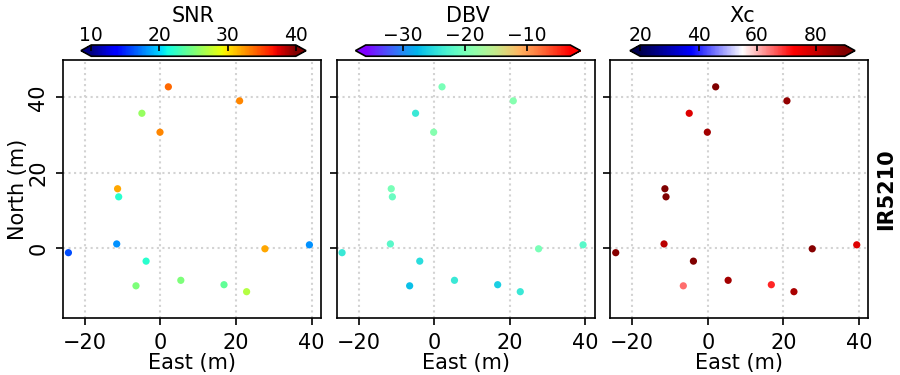 SNR DBV Xc
10 20 30 40 −30 −20 −10 20 40 60 80
40
20
0
North (m)
IR5210
−20 0 20 40 −20 0 20 40 −20 0 20 40
East (m) East (m) East (m)